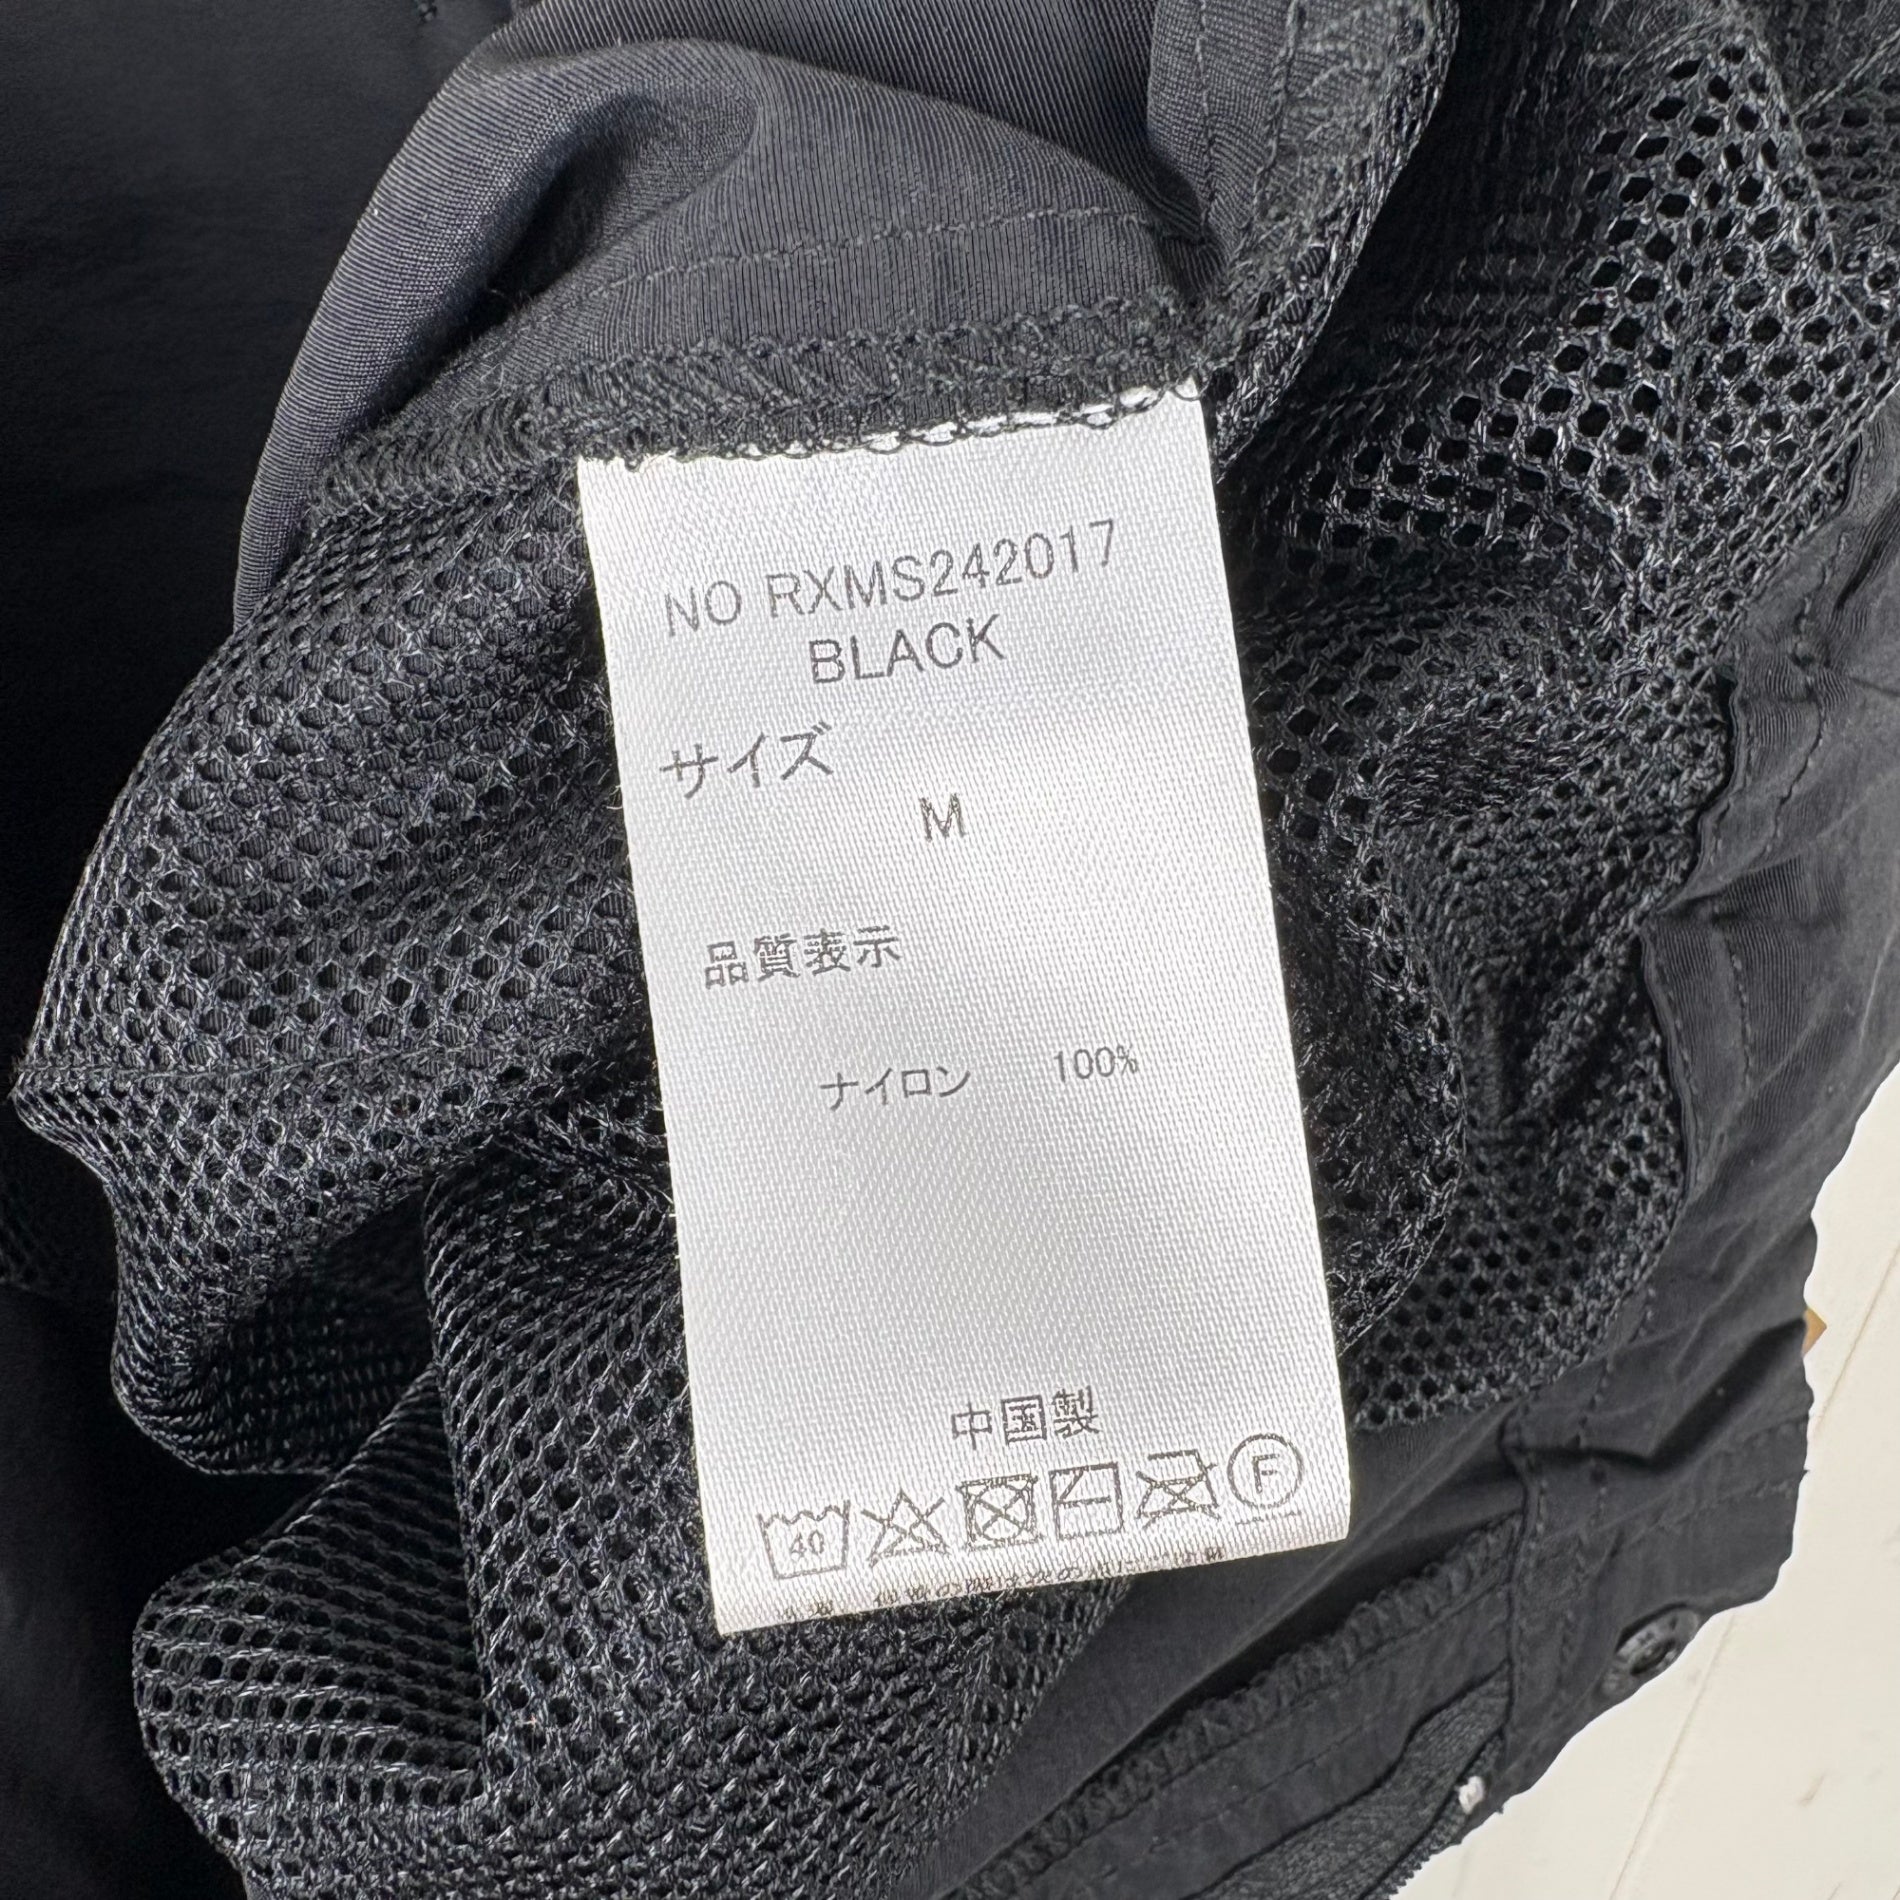 NO RXMS242017
BLACK
サイズ
M
品質表示
ナイロン 100%
中国製
40 F